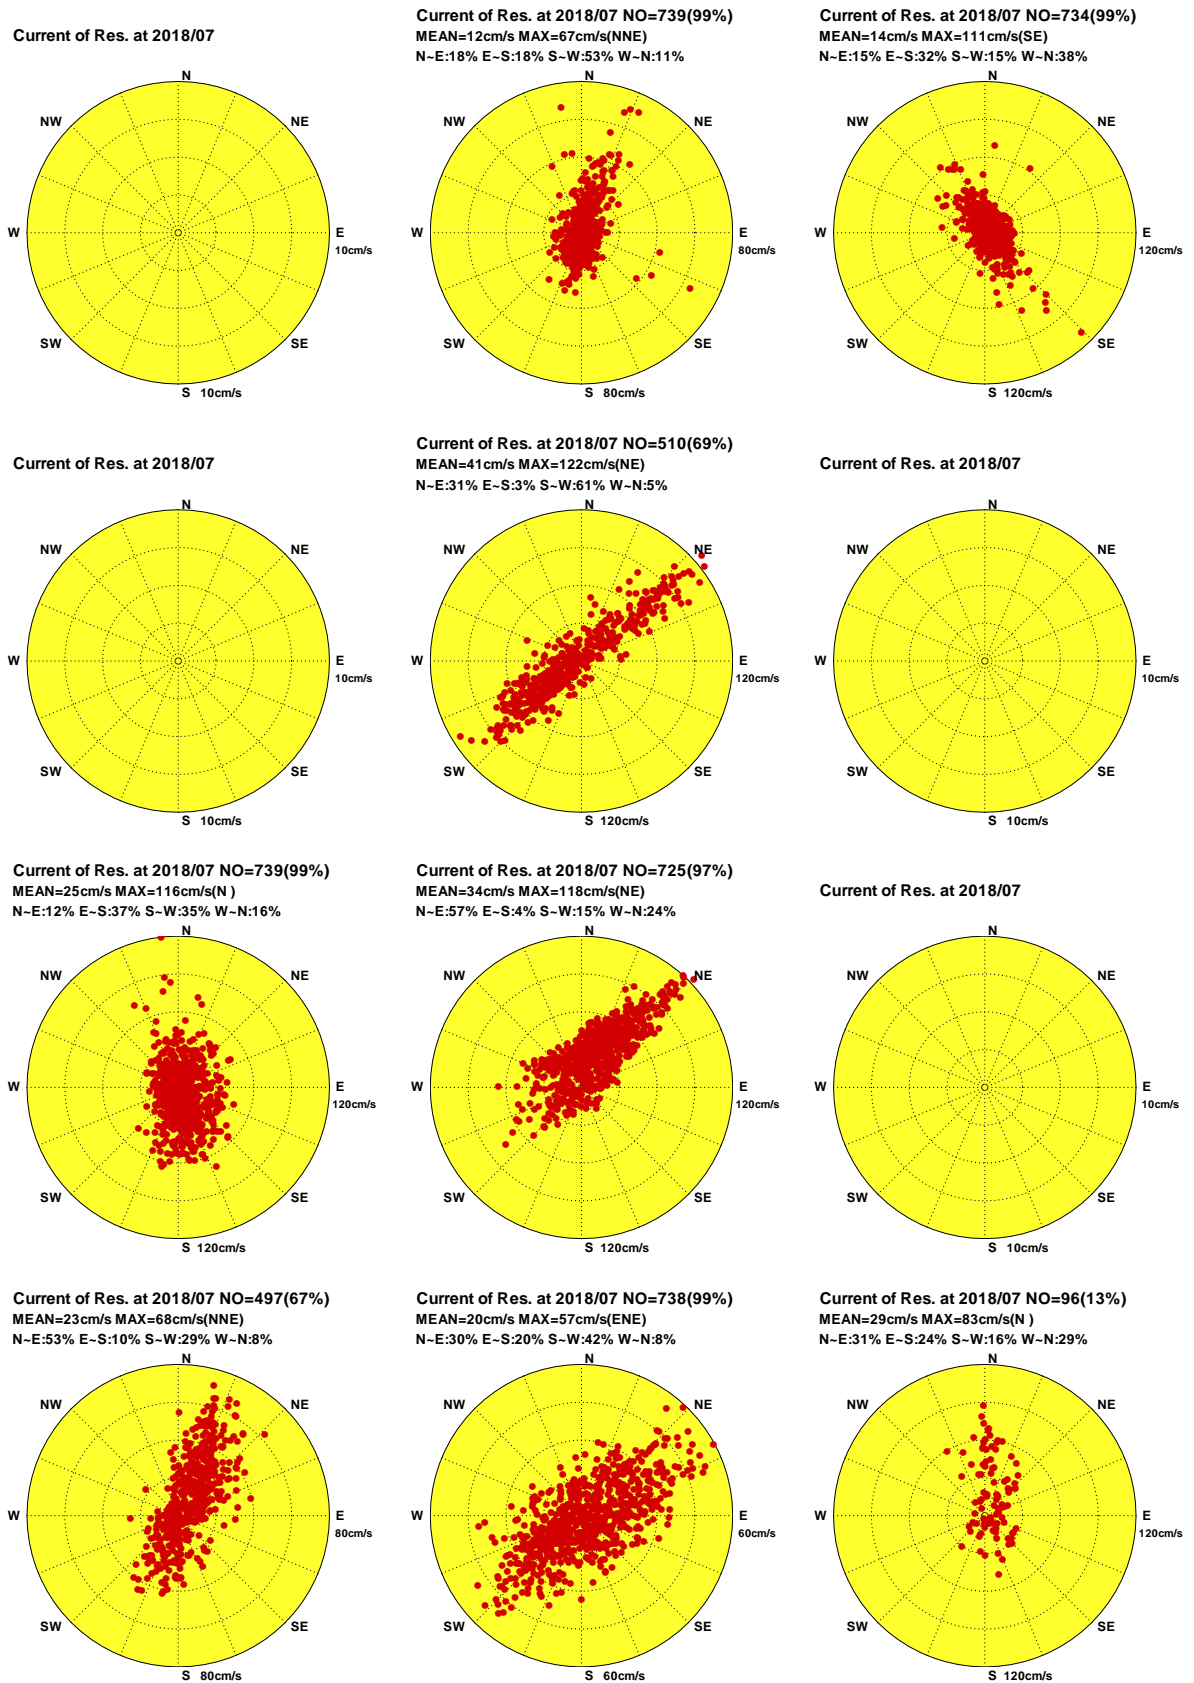 Current of Res. at 2018/07
N
NW
NE
W
E
10cm/s
SW
SE
S 10cm/s
Current of Res. at 2018/07 NO=739(99%)
MEAN=12cm/s MAX=67cm/s(NNE)
N~E:18% E~S:18% S~W:53% W~N:11%
N
NW
NE
W
E
80cm/s
SW
SE
S 80cm/s
Current of Res. at 2018/07 NO=734(99%)
MEAN=14cm/s MAX=111cm/s(SE)
N~E:15% E~S:32% S~W:15% W~N:38%
N
NW
NE
W
E
120cm/s
SW
SE
S 120cm/s
Current of Res. at 2018/07
N
NW
NE
W
E
10cm/s
SW
SE
S 10cm/s
Current of Res. at 2018/07 NO=510(69%)
MEAN=41cm/s MAX=122cm/s(NE)
N~E:31% E~S:3% S~W:61% W~N:5%
N
NW
NE
W
E
120cm/s
SW
SE
S 120cm/s
Current of Res. at 2018/07
N
NW
NE
W
E
10cm/s
SW
SE
S 10cm/s
Current of Res. at 2018/07 NO=739(99%)
MEAN=25cm/s MAX=116cm/s(N )
N~E:12% E~S:37% S~W:35% W~N:16%
N
NW
NE
W
E
120cm/s
SW
SE
S 120cm/s
Current of Res. at 2018/07 NO=725(97%)
MEAN=34cm/s MAX=118cm/s(NE)
N~E:57% E~S:4% S~W:15% W~N:24%
N
NW
NE
W
E
120cm/s
SW
SE
S 120cm/s
Current of Res. at 2018/07
N
NW
NE
W
E
10cm/s
SW
SE
S 10cm/s
Current of Res. at 2018/07 NO=497(67%)
MEAN=23cm/s MAX=68cm/s(NNE)
N~E:53% E~S:10% S~W:29% W~N:8%
N
NW
NE
W
E
80cm/s
SW
SE
S 80cm/s
Current of Res. at 2018/07 NO=738(99%)
MEAN=20cm/s MAX=57cm/s(ENE)
N~E:30% E~S:20% S~W:42% W~N:8%
N
NW
NE
W
E
60cm/s
SW
SE
S 60cm/s
Current of Res. at 2018/07 NO=96(13%)
MEAN=29cm/s MAX=83cm/s(N )
N~E:31% E~S:24% S~W:16% W~N:29%
N
NW
NE
W
E
120cm/s
SW
SE
S 120cm/s